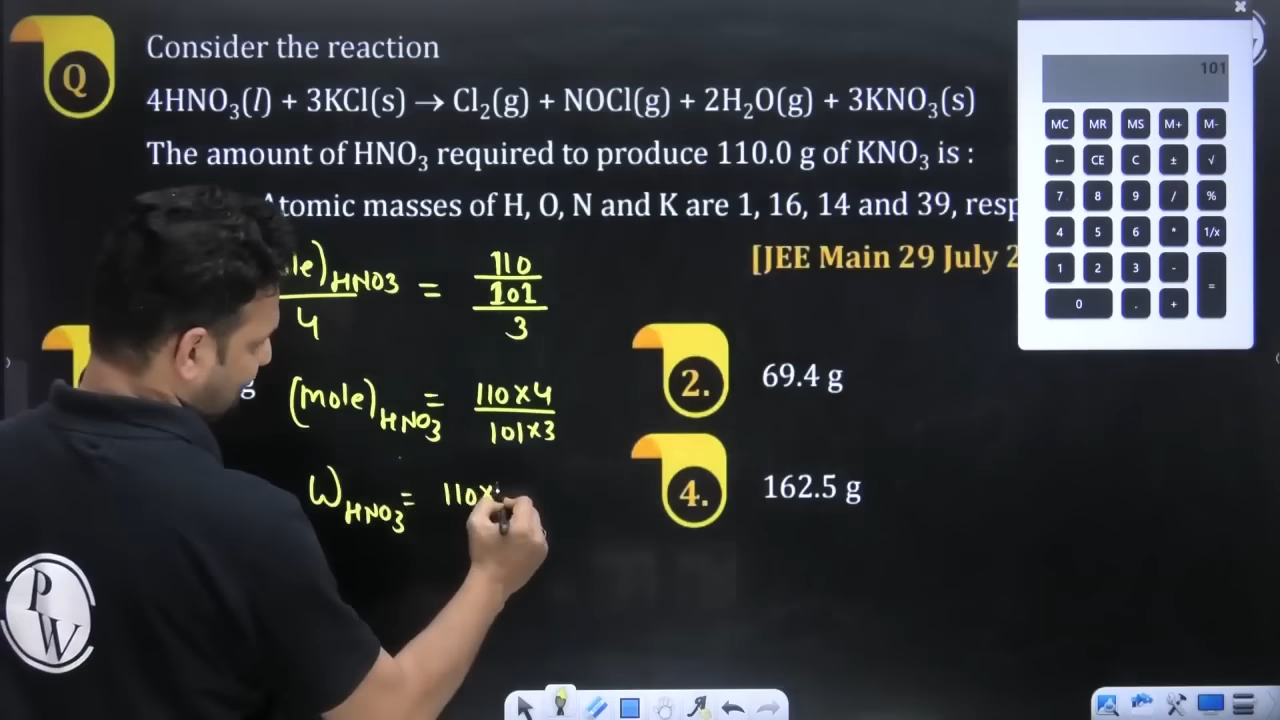 Q
Consider the reaction
4HNO₃(l) + 3KCl(s) → Cl₂(g) + NOCl(g) + 2H₂O(g) + 3KNO₃(s)
The amount of HNO₃ required to produce 110.0 g of KNO₃ is :
Atomic masses of H, O, N and K are 1, 16, 14 and 39,
[JEE Main 29 July
le)HNO3 / 4 = 110/101 / 3
g
(mole)HNO3 = 110×4 / 101×3
W)HNO3 = 110×
2. 69.4 g
4. 162.5 g
PW
101
MC MR MS M+ M-
← CE C ± √
7 8 9 / %
4 5 6 * 1/x
1 2 3 - =
0 . +